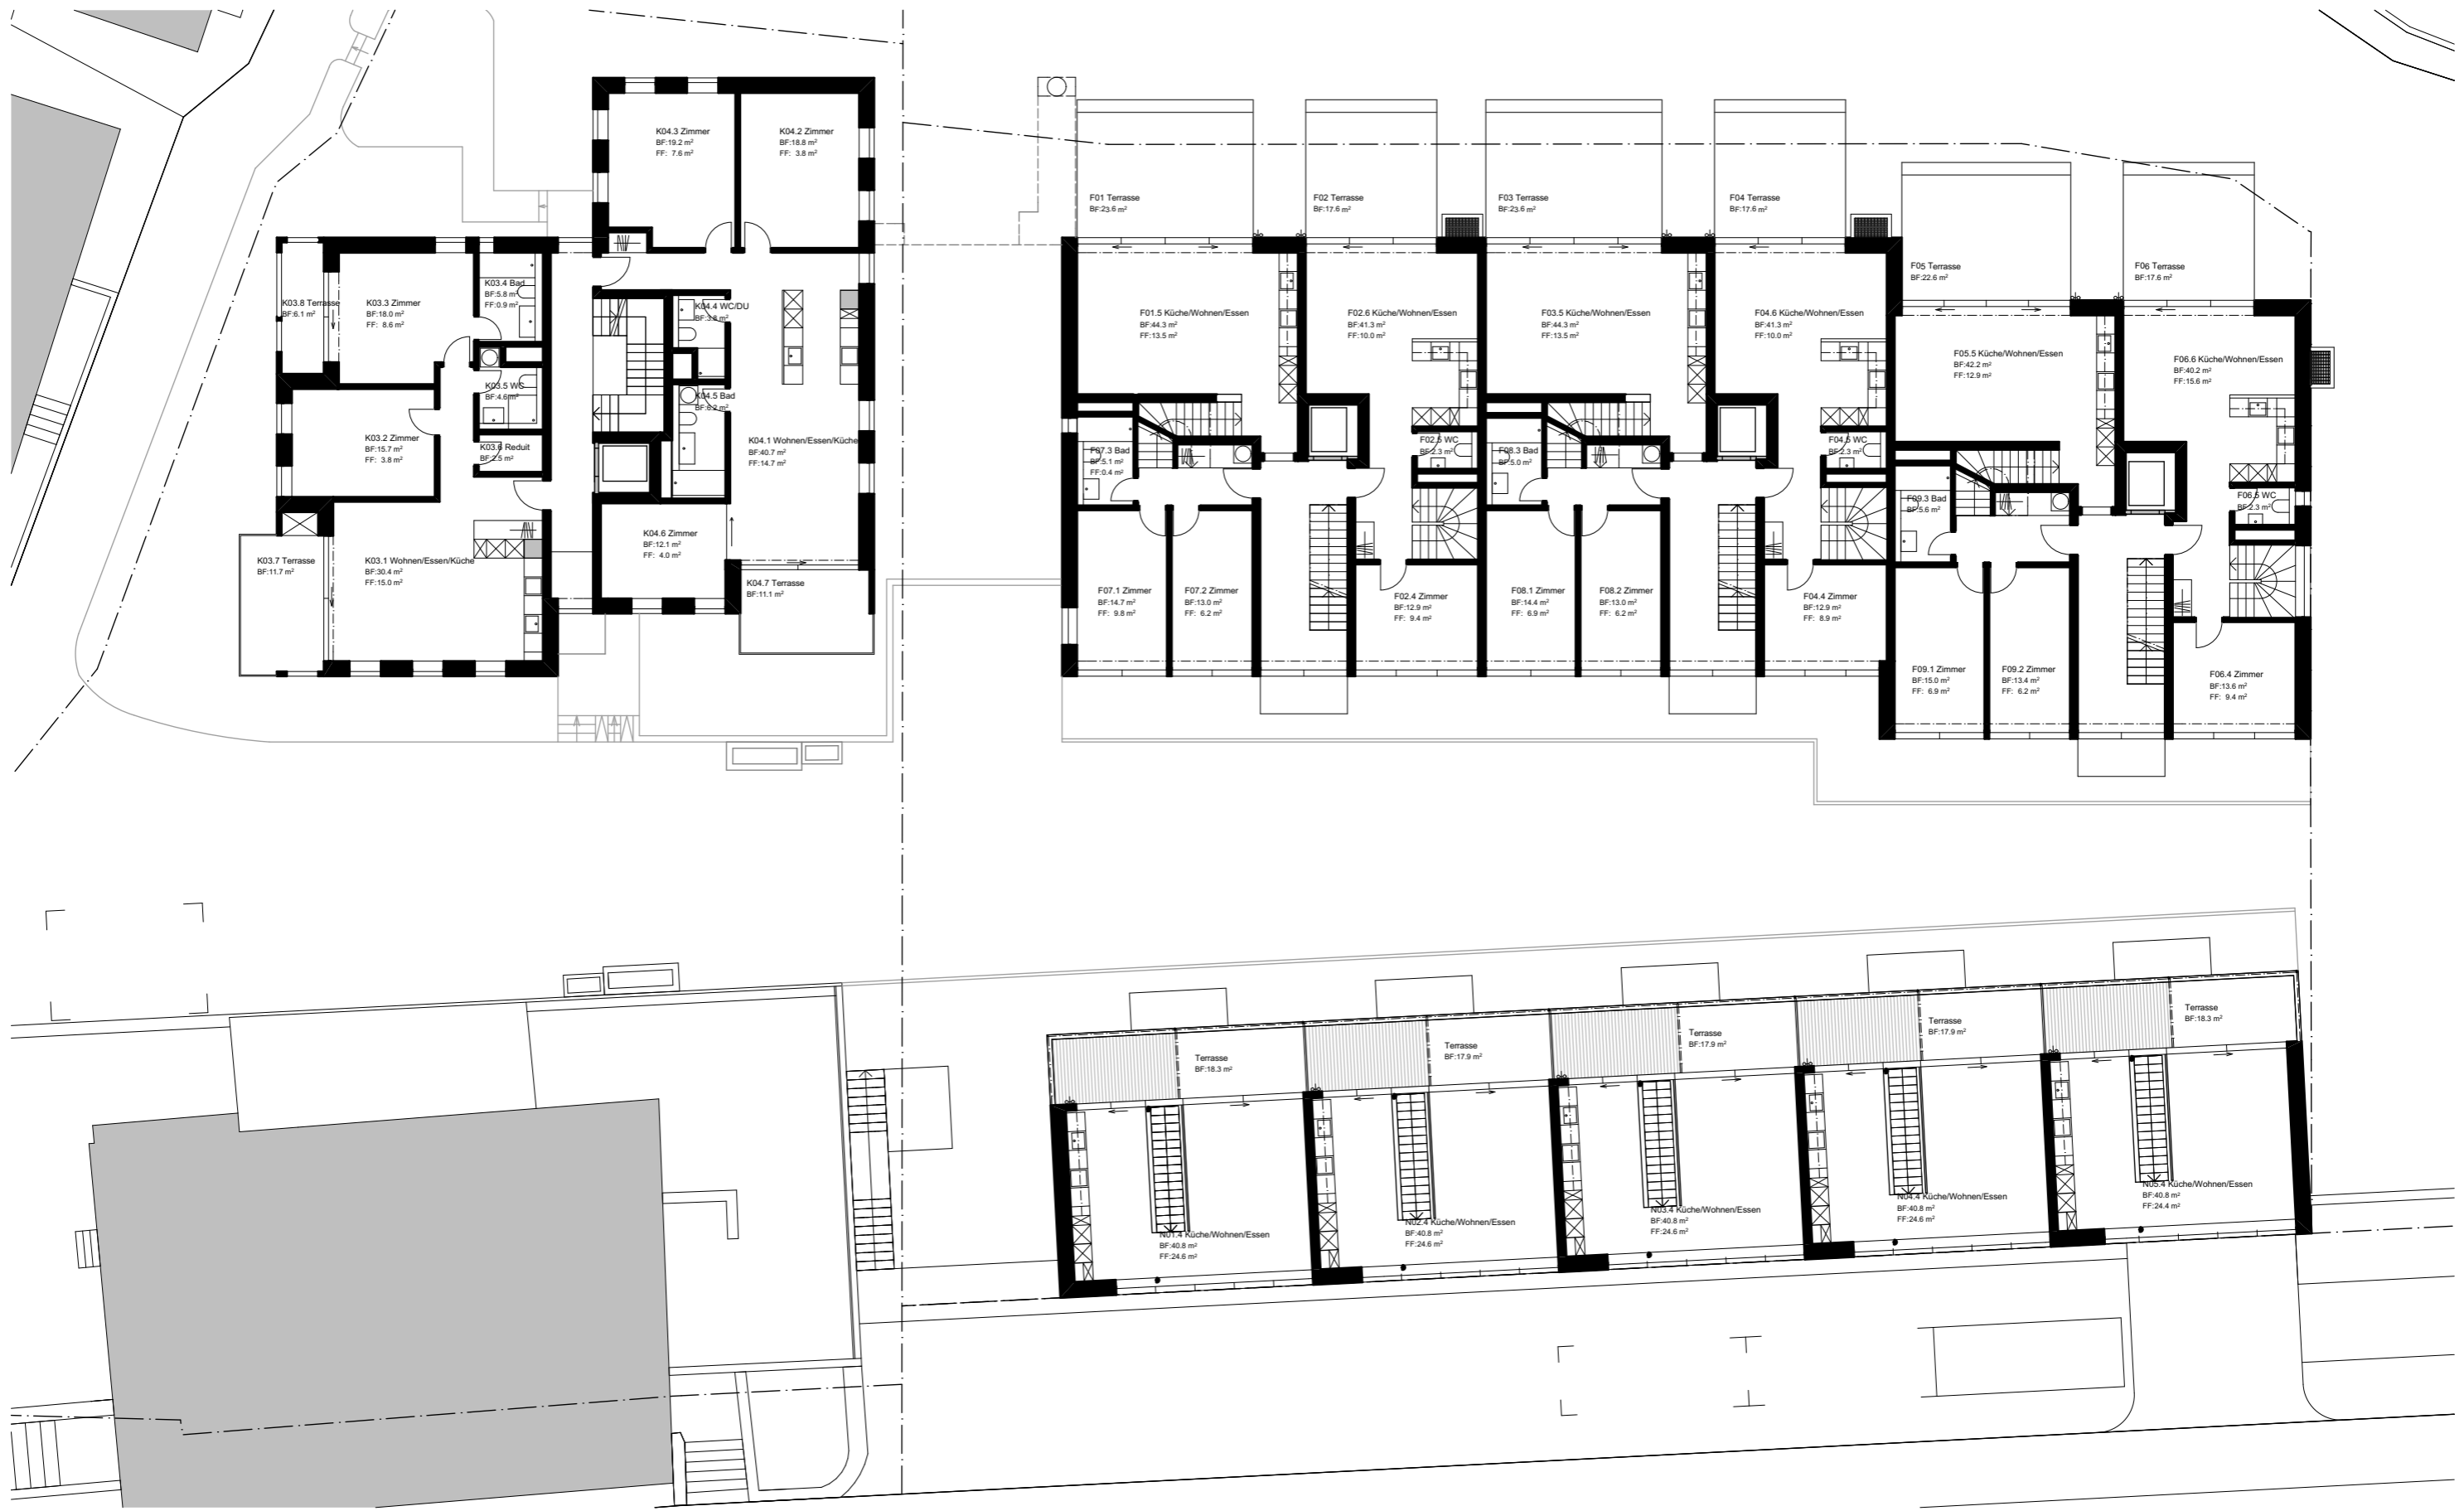 K04.3 Zimmer
BF:19.2 m²
FF: 7.6 m²
K04.2 Zimmer
BF:18.8 m²
FF: 3.8 m²
K03.8 Terrasse
BF:6.1 m²
K03.3 Zimmer
BF:18.0 m²
FF: 8.6 m²
K03.4 Bad
BF:5.8 m²
FF:0.9 m²
K04.4 WC/DU
BF:3.8 m²
K03.5 WC
BF:4.6m²
K04.5 Bad
BF:6.2 m²
K03.2 Zimmer
BF:15.7 m²
FF: 3.8 m²
K03.6 Reduit
BF:2.5 m²
K04.1 Wohnen/Essen/Küche
BF:40.7 m²
FF:14.7 m²
K03.7 Terrasse
BF:11.7 m²
K03.1 Wohnen/Essen/Küche
BF:30.4 m²
FF:15.0 m²
K04.6 Zimmer
BF:12.1 m²
FF: 4.0 m²
K04.7 Terrasse
BF:11.1 m²
F01 Terrasse
BF:23.6 m²
F02 Terrasse
BF:17.6 m²
F03 Terrasse
BF:23.6 m²
F04 Terrasse
BF:17.6 m²
F05 Terrasse
BF:22.6 m²
F06 Terrasse
BF:17.6 m²
F01.5 Küche/Wohnen/Essen
BF:44.3 m²
FF:13.5 m²
F02.6 Küche/Wohnen/Essen
BF:41.3 m²
FF:10.0 m²
F03.5 Küche/Wohnen/Essen
BF:44.3 m²
FF:13.5 m²
F04.6 Küche/Wohnen/Essen
BF:41.3 m²
FF:10.0 m²
F05.5 Küche/Wohnen/Essen
BF:42.2 m²
FF:12.9 m²
F06.6 Küche/Wohnen/Essen
BF:40.2 m²
FF:15.6 m²
F07.3 Bad
BF:5.1 m²
FF:0.4 m²
F02.5 WC
BF:2.3 m²
F08.3 Bad
BF:5.0 m²
F04.5 WC
BF:2.3 m²
F09.3 Bad
BF:5.6 m²
F06.5 WC
BF:2.3 m²
F07.1 Zimmer
BF:14.7 m²
FF: 9.8 m²
F07.2 Zimmer
BF:13.0 m²
FF: 6.2 m²
F02.4 Zimmer
BF:12.9 m²
FF: 9.4 m²
F08.1 Zimmer
BF:14.4 m²
FF: 6.9 m²
F08.2 Zimmer
BF:13.0 m²
FF: 6.2 m²
F04.4 Zimmer
BF:12.9 m²
FF: 8.9 m²
F09.1 Zimmer
BF:15.0 m²
FF: 6.9 m²
F09.2 Zimmer
BF:13.4 m²
FF: 6.2 m²
F06.4 Zimmer
BF:13.6 m²
FF: 9.4 m²
Terrasse
BF:18.3 m²
Terrasse
BF:17.9 m²
Terrasse
BF:17.9 m²
Terrasse
BF:17.9 m²
Terrasse
BF:18.3 m²
N01.4 Küche/Wohnen/Essen
BF:40.8 m²
FF:24.6 m²
N02.4 Küche/Wohnen/Essen
BF:40.8 m²
FF:24.6 m²
N03.4 Küche/Wohnen/Essen
BF:40.8 m²
FF:24.6 m²
N04.4 Küche/Wohnen/Essen
BF:40.8 m²
FF:24.6 m²
N05.4 Küche/Wohnen/Essen
BF:40.8 m²
FF:24.4 m²